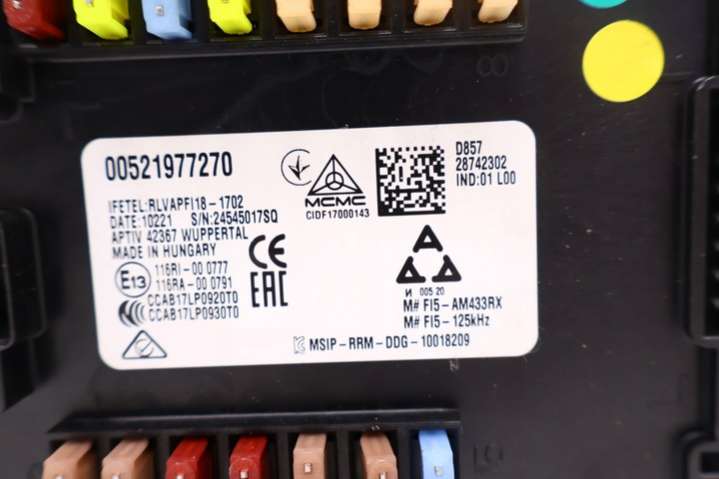 00521977270
IFETEL:RLVAPFI18-1702
DATE:10221 S/N:24545017SQ
APTIV 42367 WUPPERTAL
MADE IN HUNGARY
E13
116RI-00 0777
116RA-00 0791
CCC
CCAB17LP0920T0
CCAB17LP0930T0
CE
EAC
MCMC
CIDF17000143
D857
28742302
IND:01 L00
И 005 20
M# FI5-AM433RX
M# FI5-125kHz
MSIP-RRM-DDG-10018209